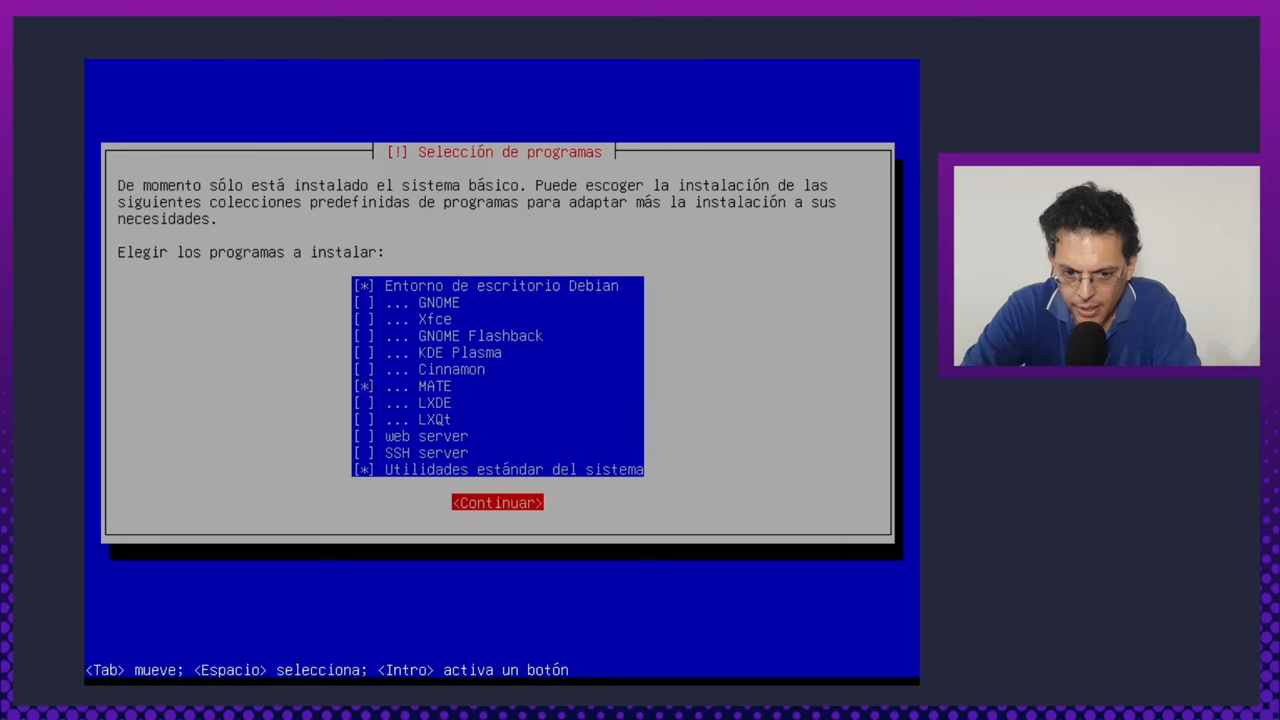 [!] Selección de programas
De momento sólo está instalado el sistema básico. Puede escoger la instalación de las
siguientes colecciones predefinidas de programas para adaptar más la instalación a sus
necesidades.
Elegir los programas a instalar:
[*] Entorno de escritorio Debian
[ ] ... GNOME
[ ] ... Xfce
[ ] ... GNOME Flashback
[ ] ... KDE Plasma
[ ] ... Cinnamon
[*] ... MATE
[ ] ... LXDE
[ ] ... LXQt
[ ] web server
[ ] SSH server
[*] Utilidades estándar del sistema
<Continuar>
<Tab> mueve; <Espacio> selecciona; <Intro> activa un botón